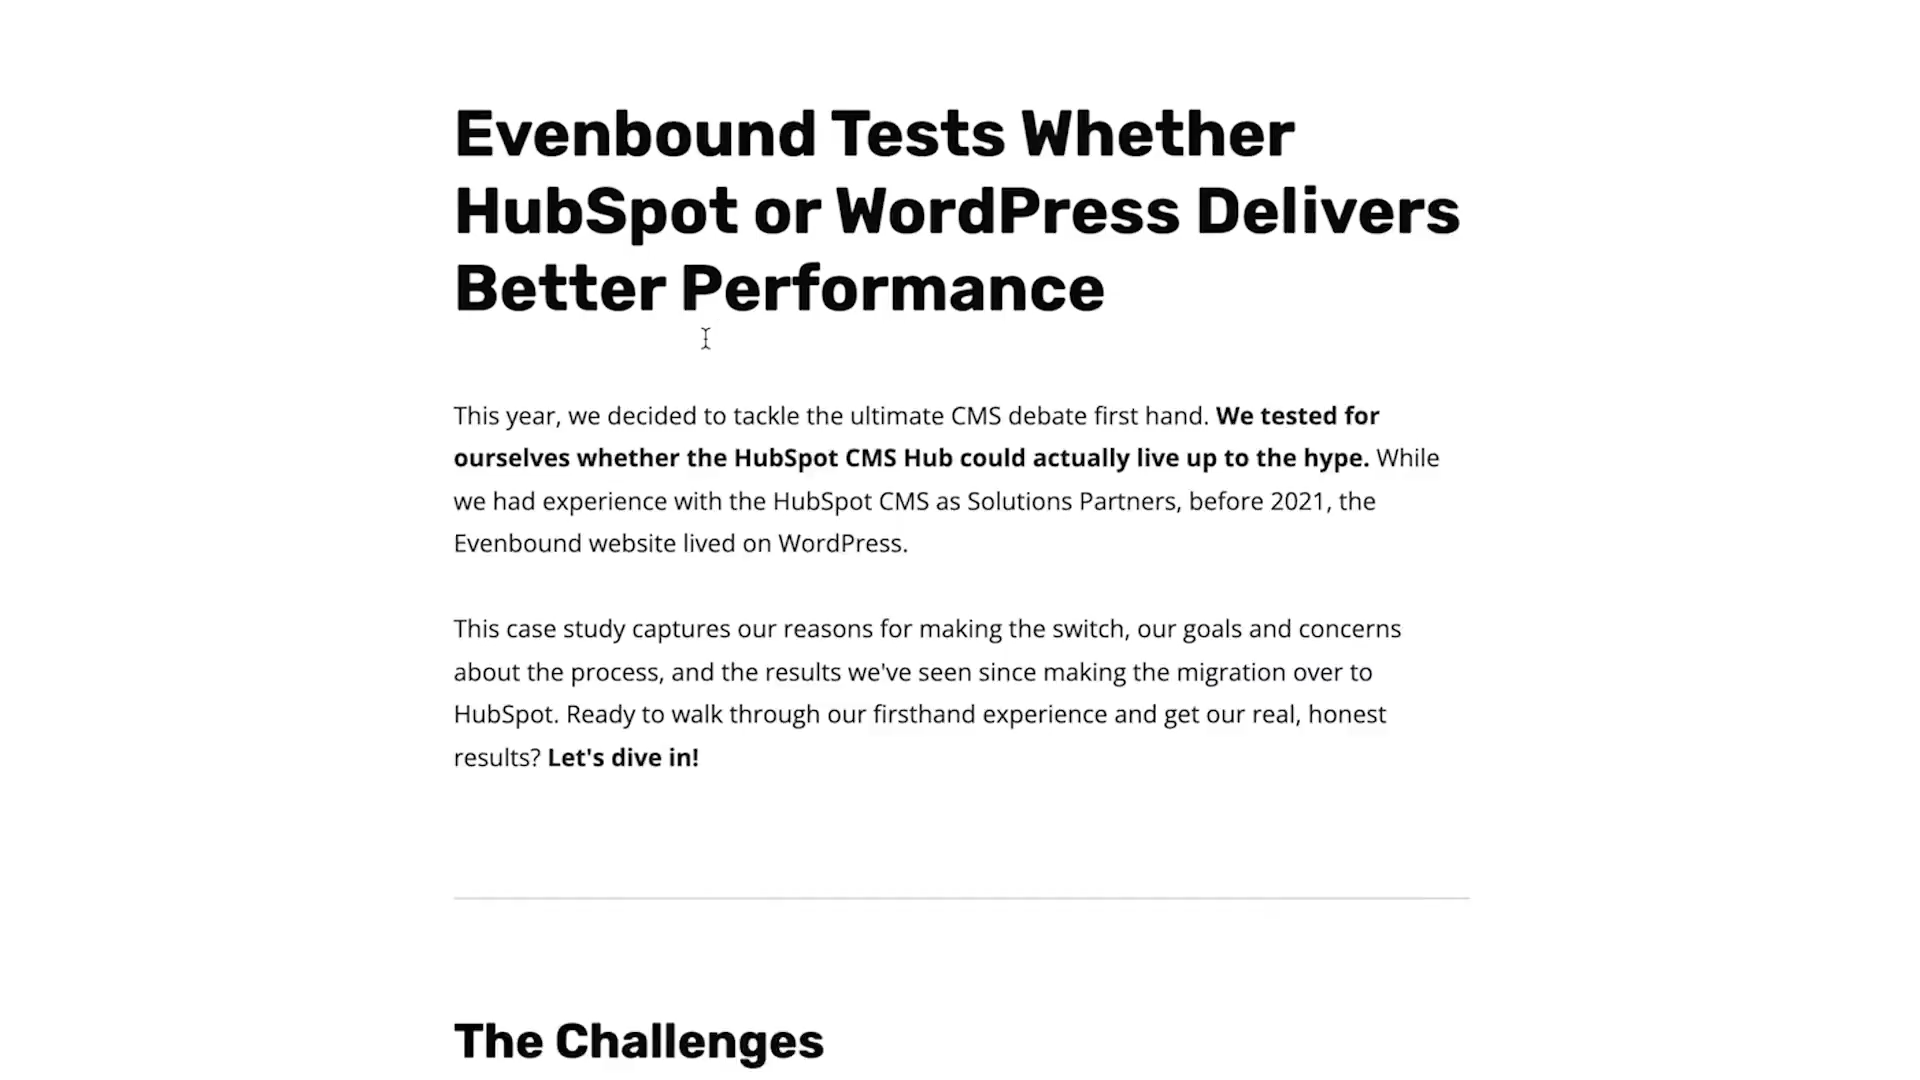 Evenbound Tests Whether
HubSpot or WordPress Delivers
Better Performance
This year, we decided to tackle the ultimate CMS debate first hand. We tested for
ourselves whether the HubSpot CMS Hub could actually live up to the hype. While
we had experience with the HubSpot CMS as Solutions Partners, before 2021, the
Evenbound website lived on WordPress.
This case study captures our reasons for making the switch, our goals and concerns
about the process, and the results we've seen since making the migration over to
HubSpot. Ready to walk through our firsthand experience and get our real, honest
results? Let's dive in!
The Challenges